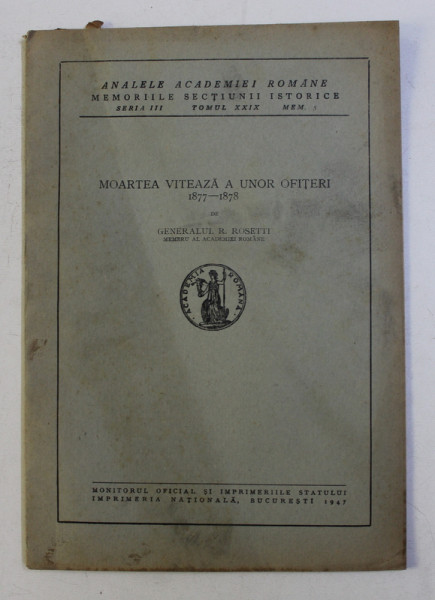 ANALELE ACADEMIEI ROMÂNE
MEMORIILE SECȚIUNII ISTORICE
SERIA III TOMUL XXIX MEM.
MOARTEA VITEAZĂ A UNOR OFIȚERI
1877—1878
DE
GENERALUL R. ROSETTI
MEMBRU AL ACADEMIEI ROMÂNE
ACADEMIA ROMANA
MONITORUL OFICIAL ȘI IMPRIMERIILE STATULUI
IMPRIMERIA NAȚIONALĂ, BUCUREȘTI 1947